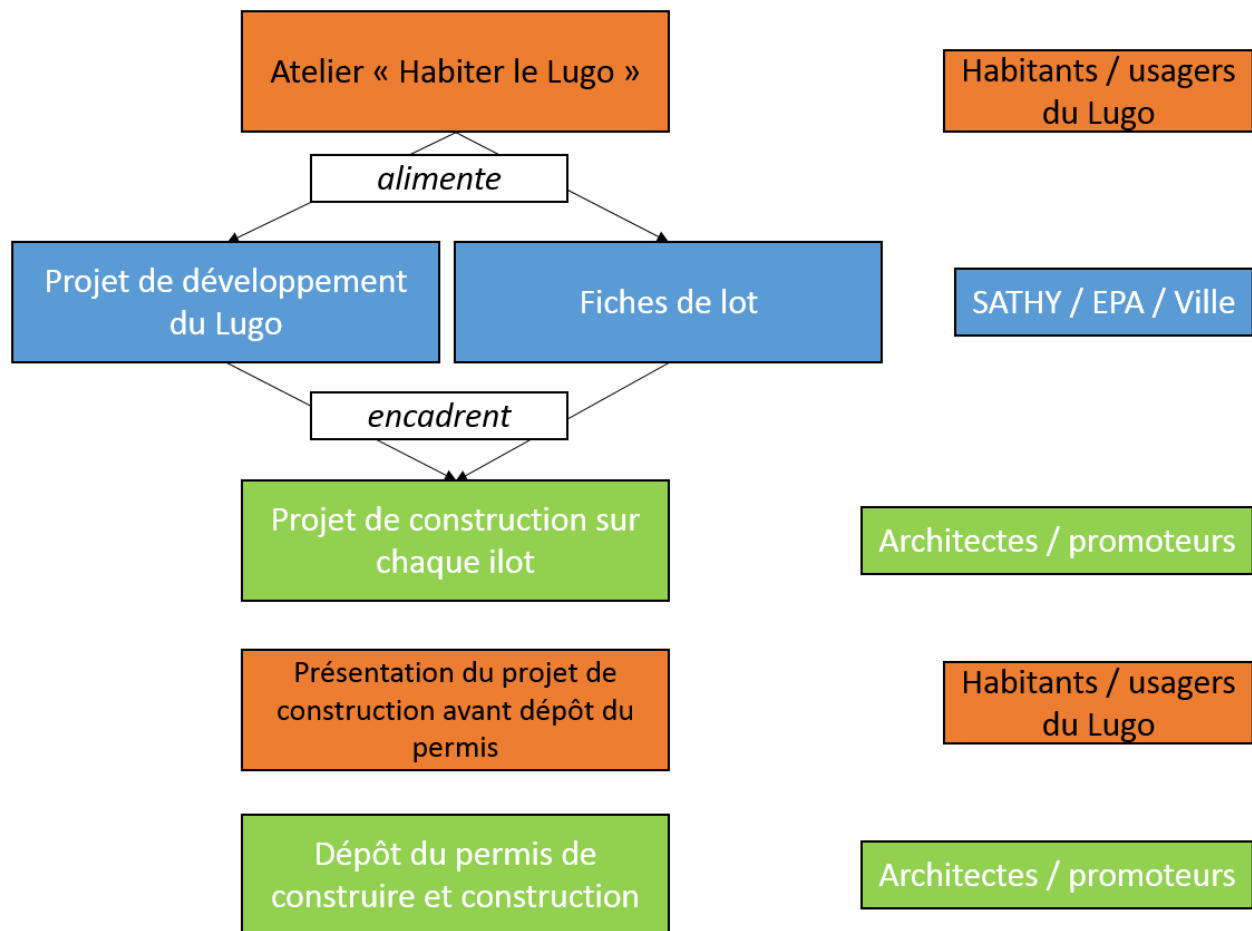 Atelier « Habiter le Lugo »
Habitants / usagers
du Lugo
alimente
Projet de développement
du Lugo
Fiches de lot
SATHY / EPA / Ville
encadrent
Projet de construction sur
chaque ilot
Architectes / promoteurs
Présentation du projet de
construction avant dépôt du
permis
Habitants / usagers
du Lugo
Dépôt du permis de
construire et construction
Architectes / promoteurs